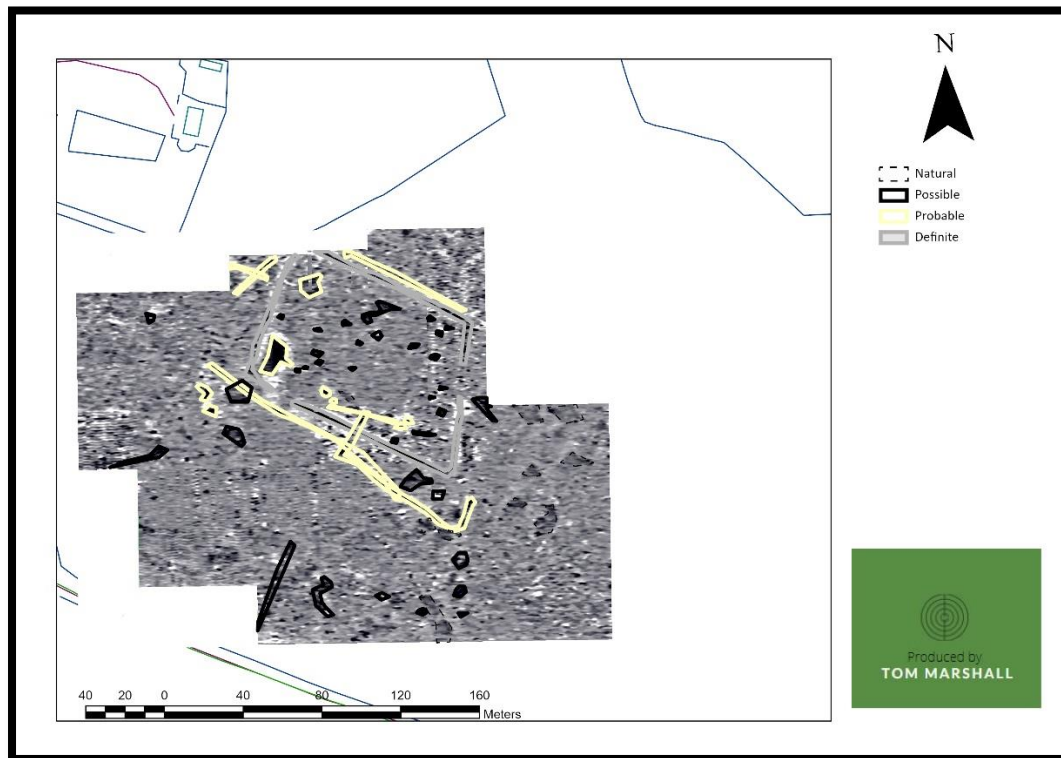 N
Natural
Possible
Probable
Definite
Produced by
TOM MARSHALL
40 20 0 40 80 120 160
Meters